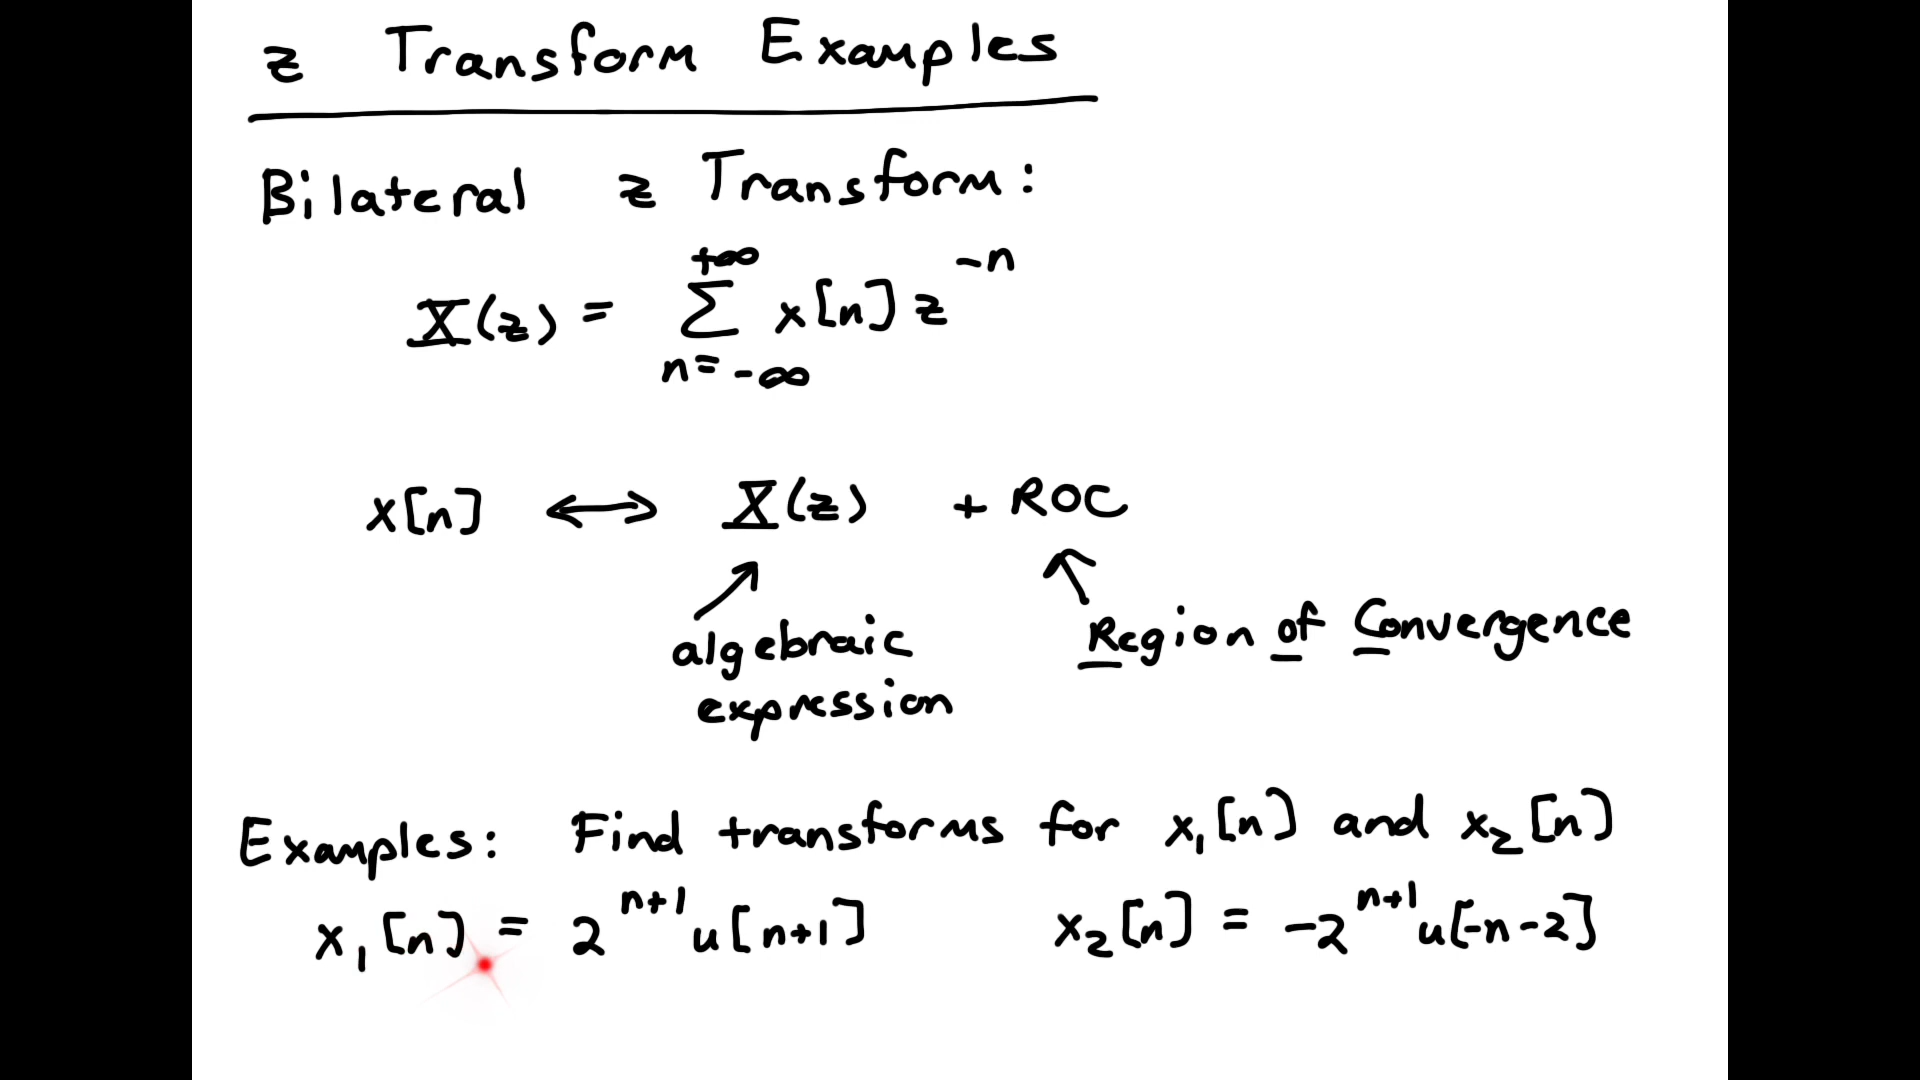 z Transform Examples
Bilateral z Transform:
X(z) = +∞ Σ n=-∞ x[n] z^-n
x[n] ↔ X(z) + ROC
algebraic expression
Region of Convergence
Examples: Find transforms for x₁[n] and x₂[n]
x₁[n] = 2^n+1 u[n+1]    x₂[n] = -2^n+1 u[-n-2]